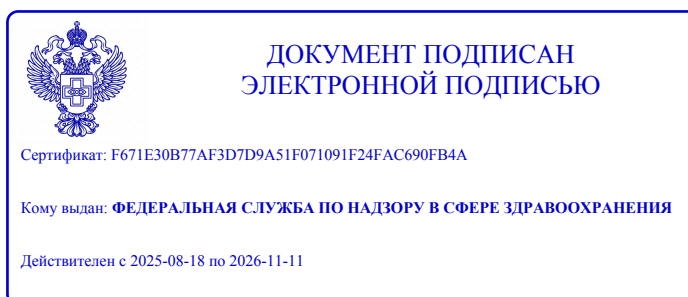 ДОКУМЕНТ ПОДПИСАН
ЭЛЕКТРОННОЙ ПОДПИСЬЮ
Сертификат: F671E30B77AF3D7D9A51F071091F24FAC690FB4A
Кому выдан: ФЕДЕРАЛЬНАЯ СЛУЖБА ПО НАДЗОРУ В СФЕРЕ ЗДРАВООХРАНЕНИЯ
Действителен с 2025-08-18 по 2026-11-11